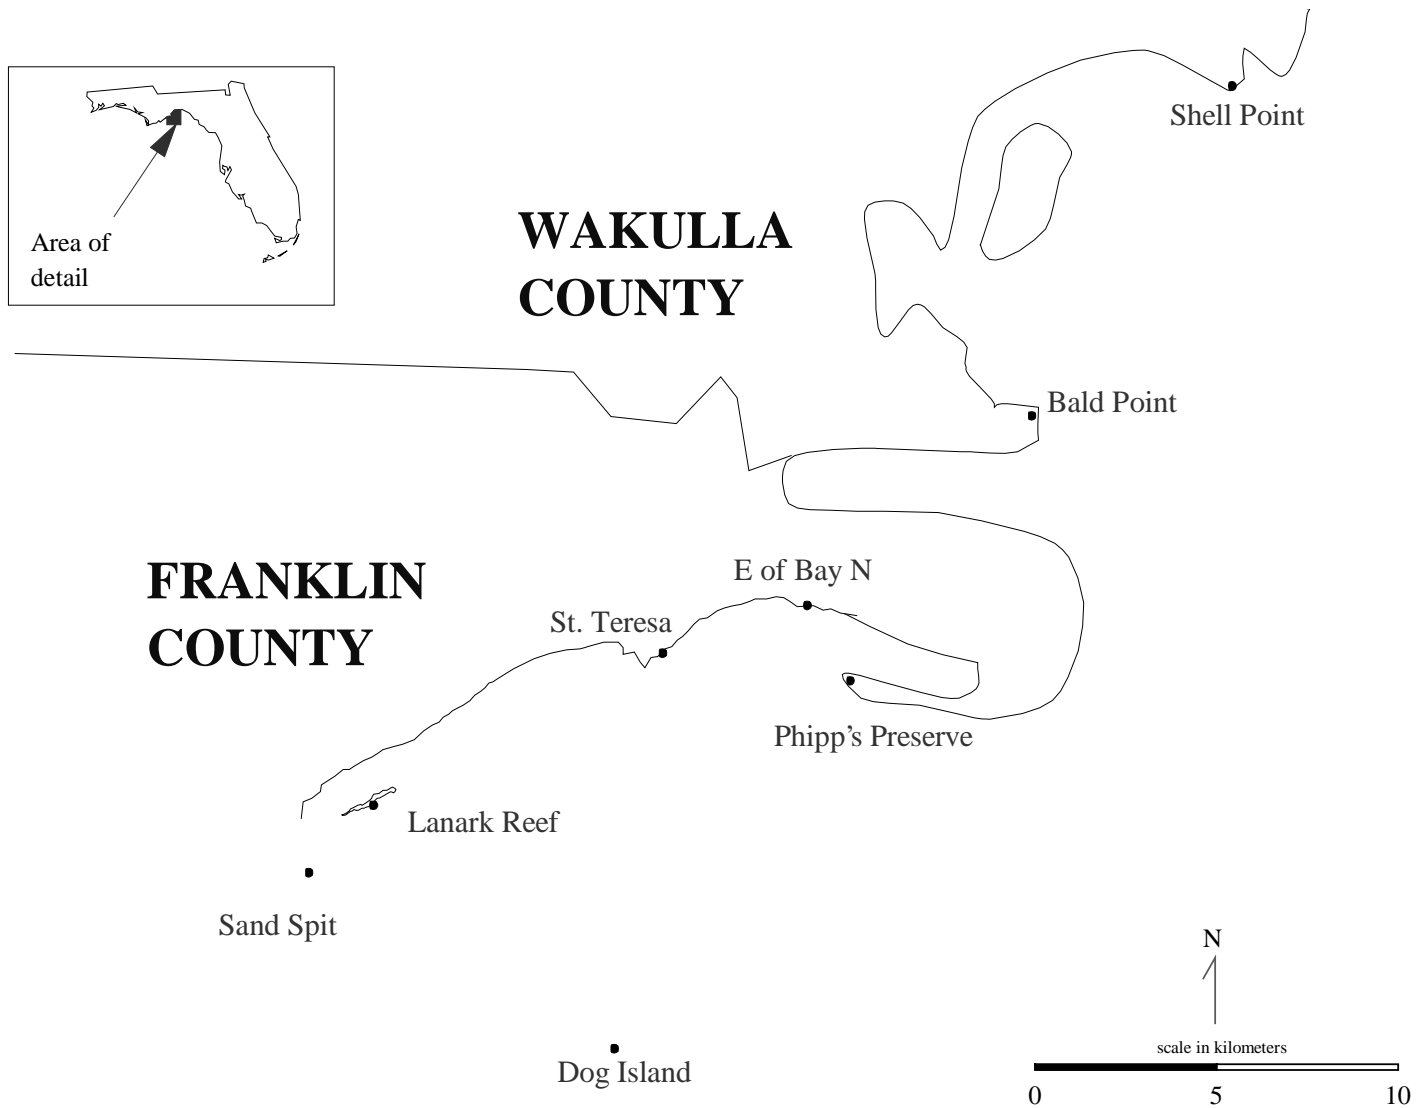 Shell Point
Area of
detail
WAKULLA
COUNTY
Bald Point
FRANKLIN
COUNTY
E of Bay N
St. Teresa
Phipp’s Preserve
Lanark Reef
Sand Spit
Dog Island
N
scale in kilometers
0 5 10